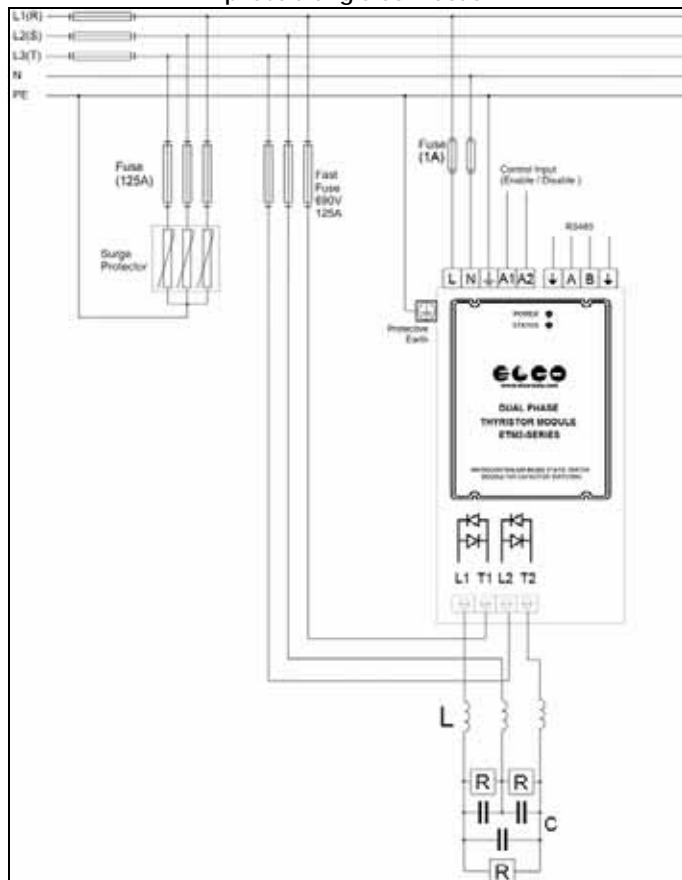 L1(R)
L2(S)
L3(T)
N
PE
Fuse
(125A)
Surge
Protector
Fast
Fuse
690V
125A
Fuse
(1A)
Control Input
(Enable / Disable )
RS485
L N A1 A2 A B
Protective
Earth
POWER
STATUS
ELCO
DUAL PHASE
THYRISTOR MODULE
ETM2-SERIES
L1 T1 L2 T2
L
R R
C
R